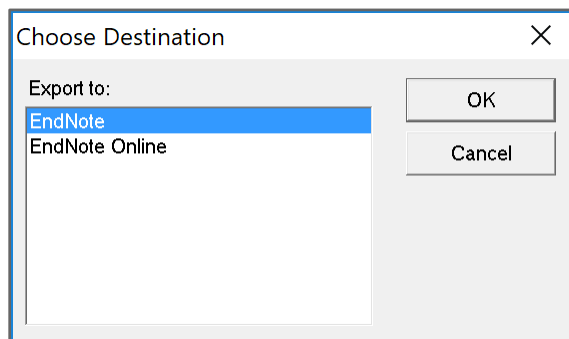 Choose Destination
Export to:
OK
EndNote
EndNote Online
Cancel